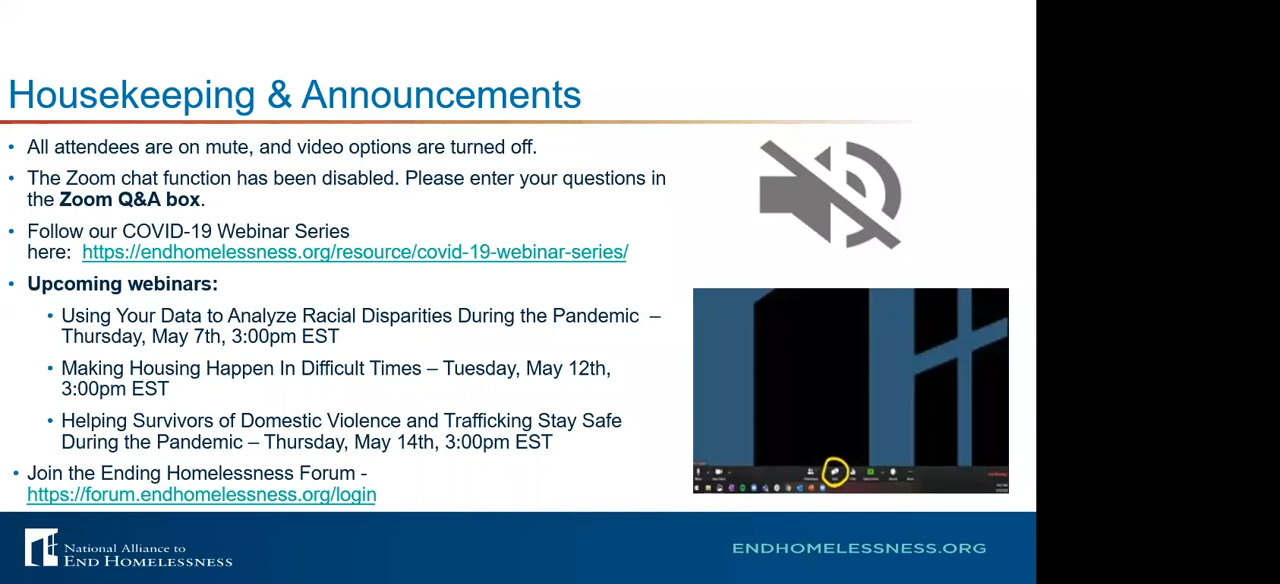 Housekeeping & Announcements
• All attendees are on mute, and video options are turned off.
• The Zoom chat function has been disabled. Please enter your questions in
the Zoom Q&A box.
• Follow our COVID-19 Webinar Series
here: https://endhomelessness.org/resource/covid-19-webinar-series/
• Upcoming webinars:
• Using Your Data to Analyze Racial Disparities During the Pandemic –
Thursday, May 7th, 3:00pm EST
• Making Housing Happen In Difficult Times – Tuesday, May 12th,
3:00pm EST
• Helping Survivors of Domestic Violence and Trafficking Stay Safe
During the Pandemic – Thursday, May 14th, 3:00pm EST
• Join the Ending Homelessness Forum -
https://forum.endhomelessness.org/login
National Alliance to
END HOMELESSNESS
ENDHOMELESSNESS.ORG